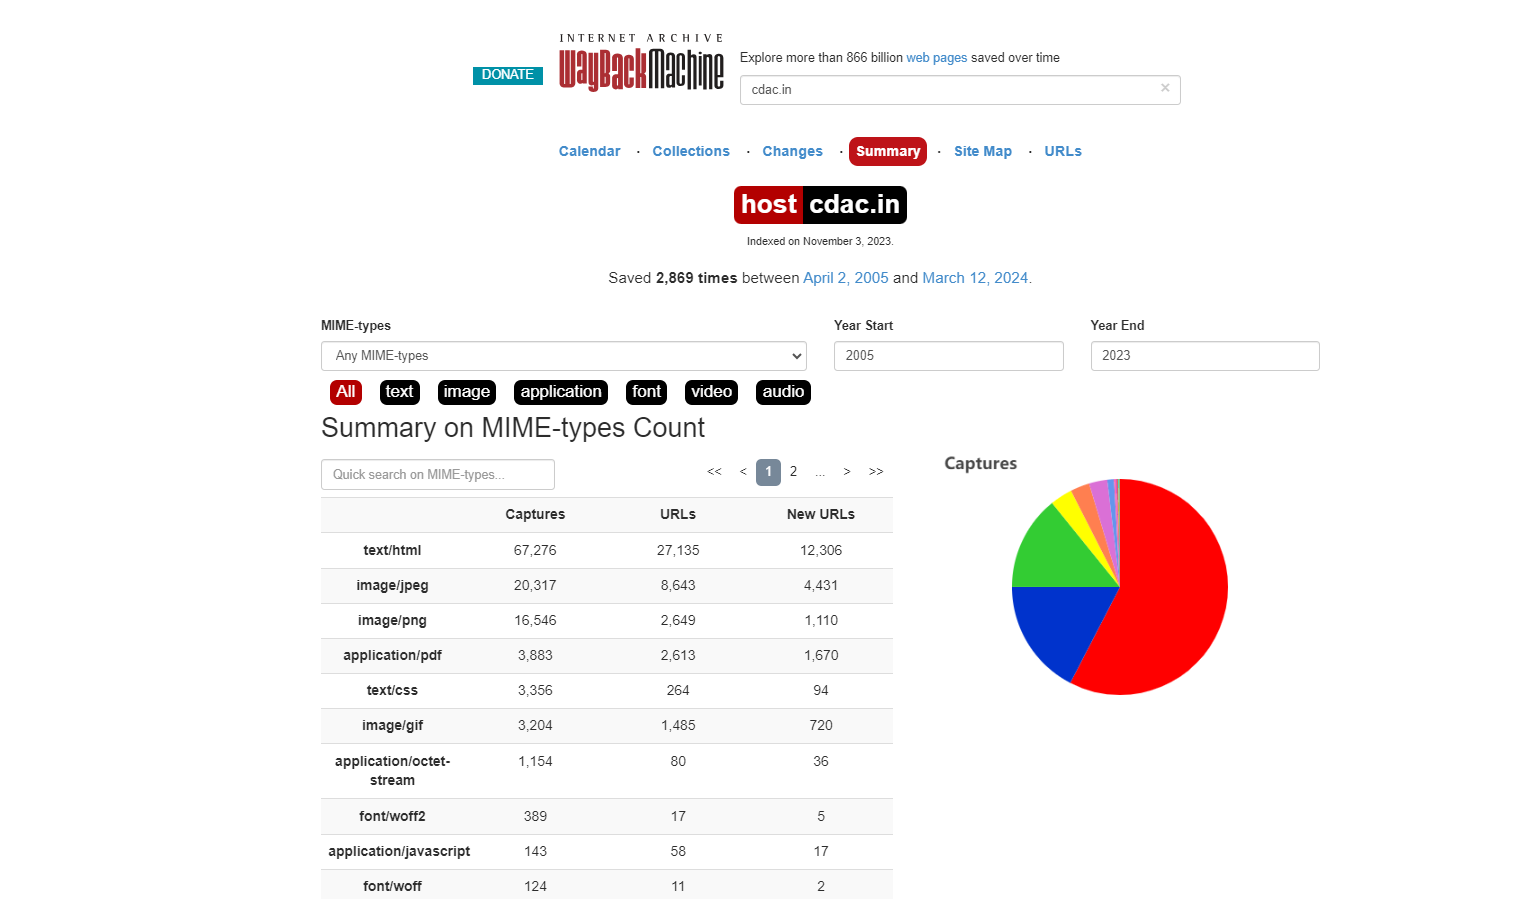 INTERNET ARCHIVE
DONATE
WayBackMachine
Explore more than 866 billion web pages saved over time
cdac.in ×
Calendar · Collections · Changes · Summary · Site Map · URLs
host cdac.in
Indexed on November 3, 2023.
Saved 2,869 times between April 2, 2005 and March 12, 2024.
MIME-types Year Start Year End
Any MIME-types 2005 2023
All text image application font video audio
Summary on MIME-types Count
Quick search on MIME-types... << < 1 2 ... > >>
Captures
Captures URLs New URLs
text/html 67,276 27,135 12,306
image/jpeg 20,317 8,643 4,431
image/png 16,546 2,649 1,110
application/pdf 3,883 2,613 1,670
text/css 3,356 264 94
image/gif 3,204 1,485 720
application/octet- 1,154 80 36
stream
font/woff2 389 17 5
application/javascript 143 58 17
font/woff 124 11 2